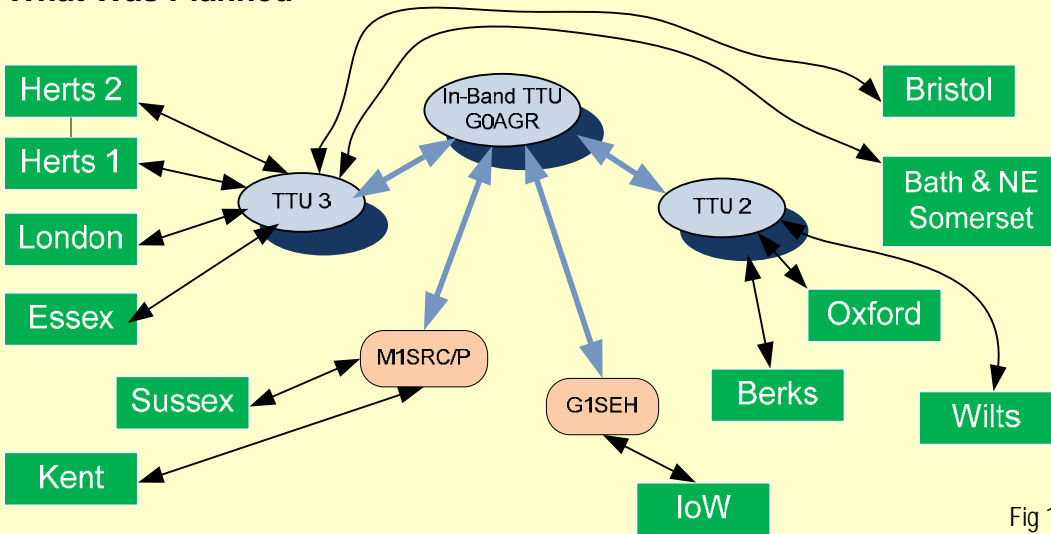 What Was Planned
Herts 2
Herts 1
London
Essex
Sussex
Kent
TTU 3
In-Band TTU
G0AGR
TTU 2
M1SRC/P
G1SEH
IoW
Berks
Oxford
Wilts
Bristol
Bath & NE
Somerset
Fig 1